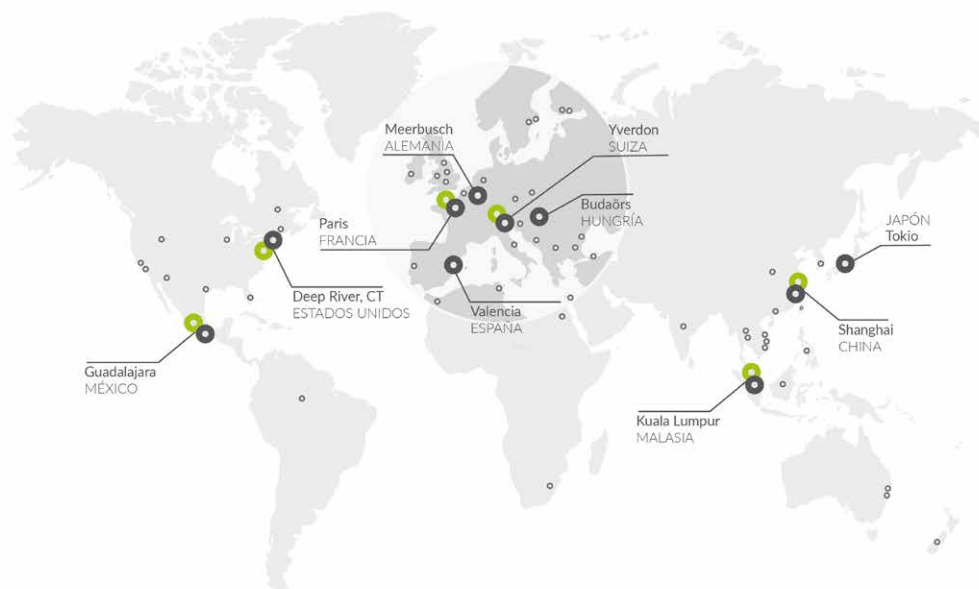 Meerbusch
ALEMANIA
Yverdon
SUIZA
Budaörs
HUNGRÍA
Paris
FRANCIA
JAPÓN
Tokio
Deep River, CT
ESTADOS UNIDOS
Valencia
ESPAÑA
Shanghai
CHINA
Guadalajara
MÉXICO
Kuala Lumpur
MALASIA